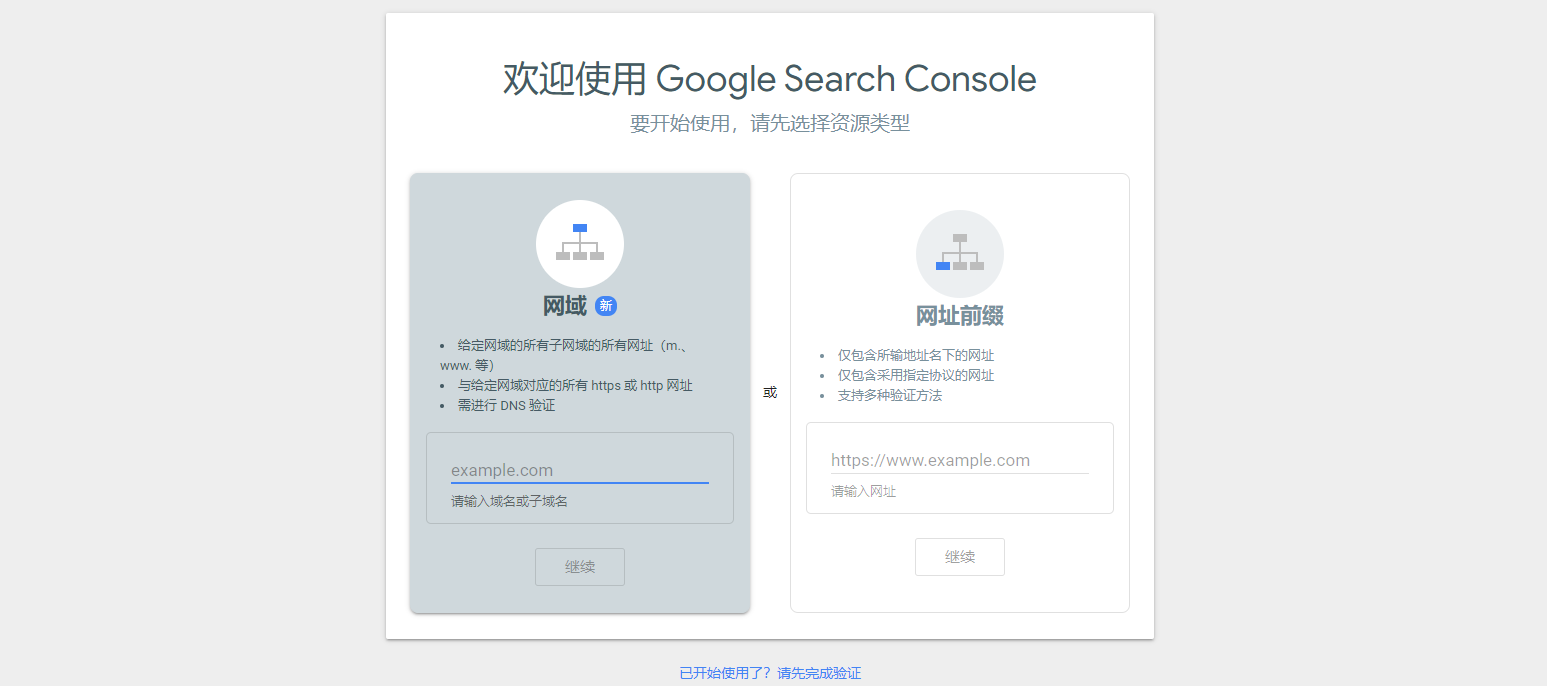 欢迎使用 Google Search Console
要开始使用，请先选择资源类型
网域 新
• 给定网域的所有子网域的所有网址（m.、
www. 等）
• 与给定网域对应的所有 https 或 http 网址
• 需进行 DNS 验证
example.com
请输入域名或子域名
继续
或
网址前缀
• 仅包含所输地址名下的网址
• 仅包含采用指定协议的网址
• 支持多种验证方法
https://www.example.com
请输入网址
继续
已开始使用了？请先完成验证